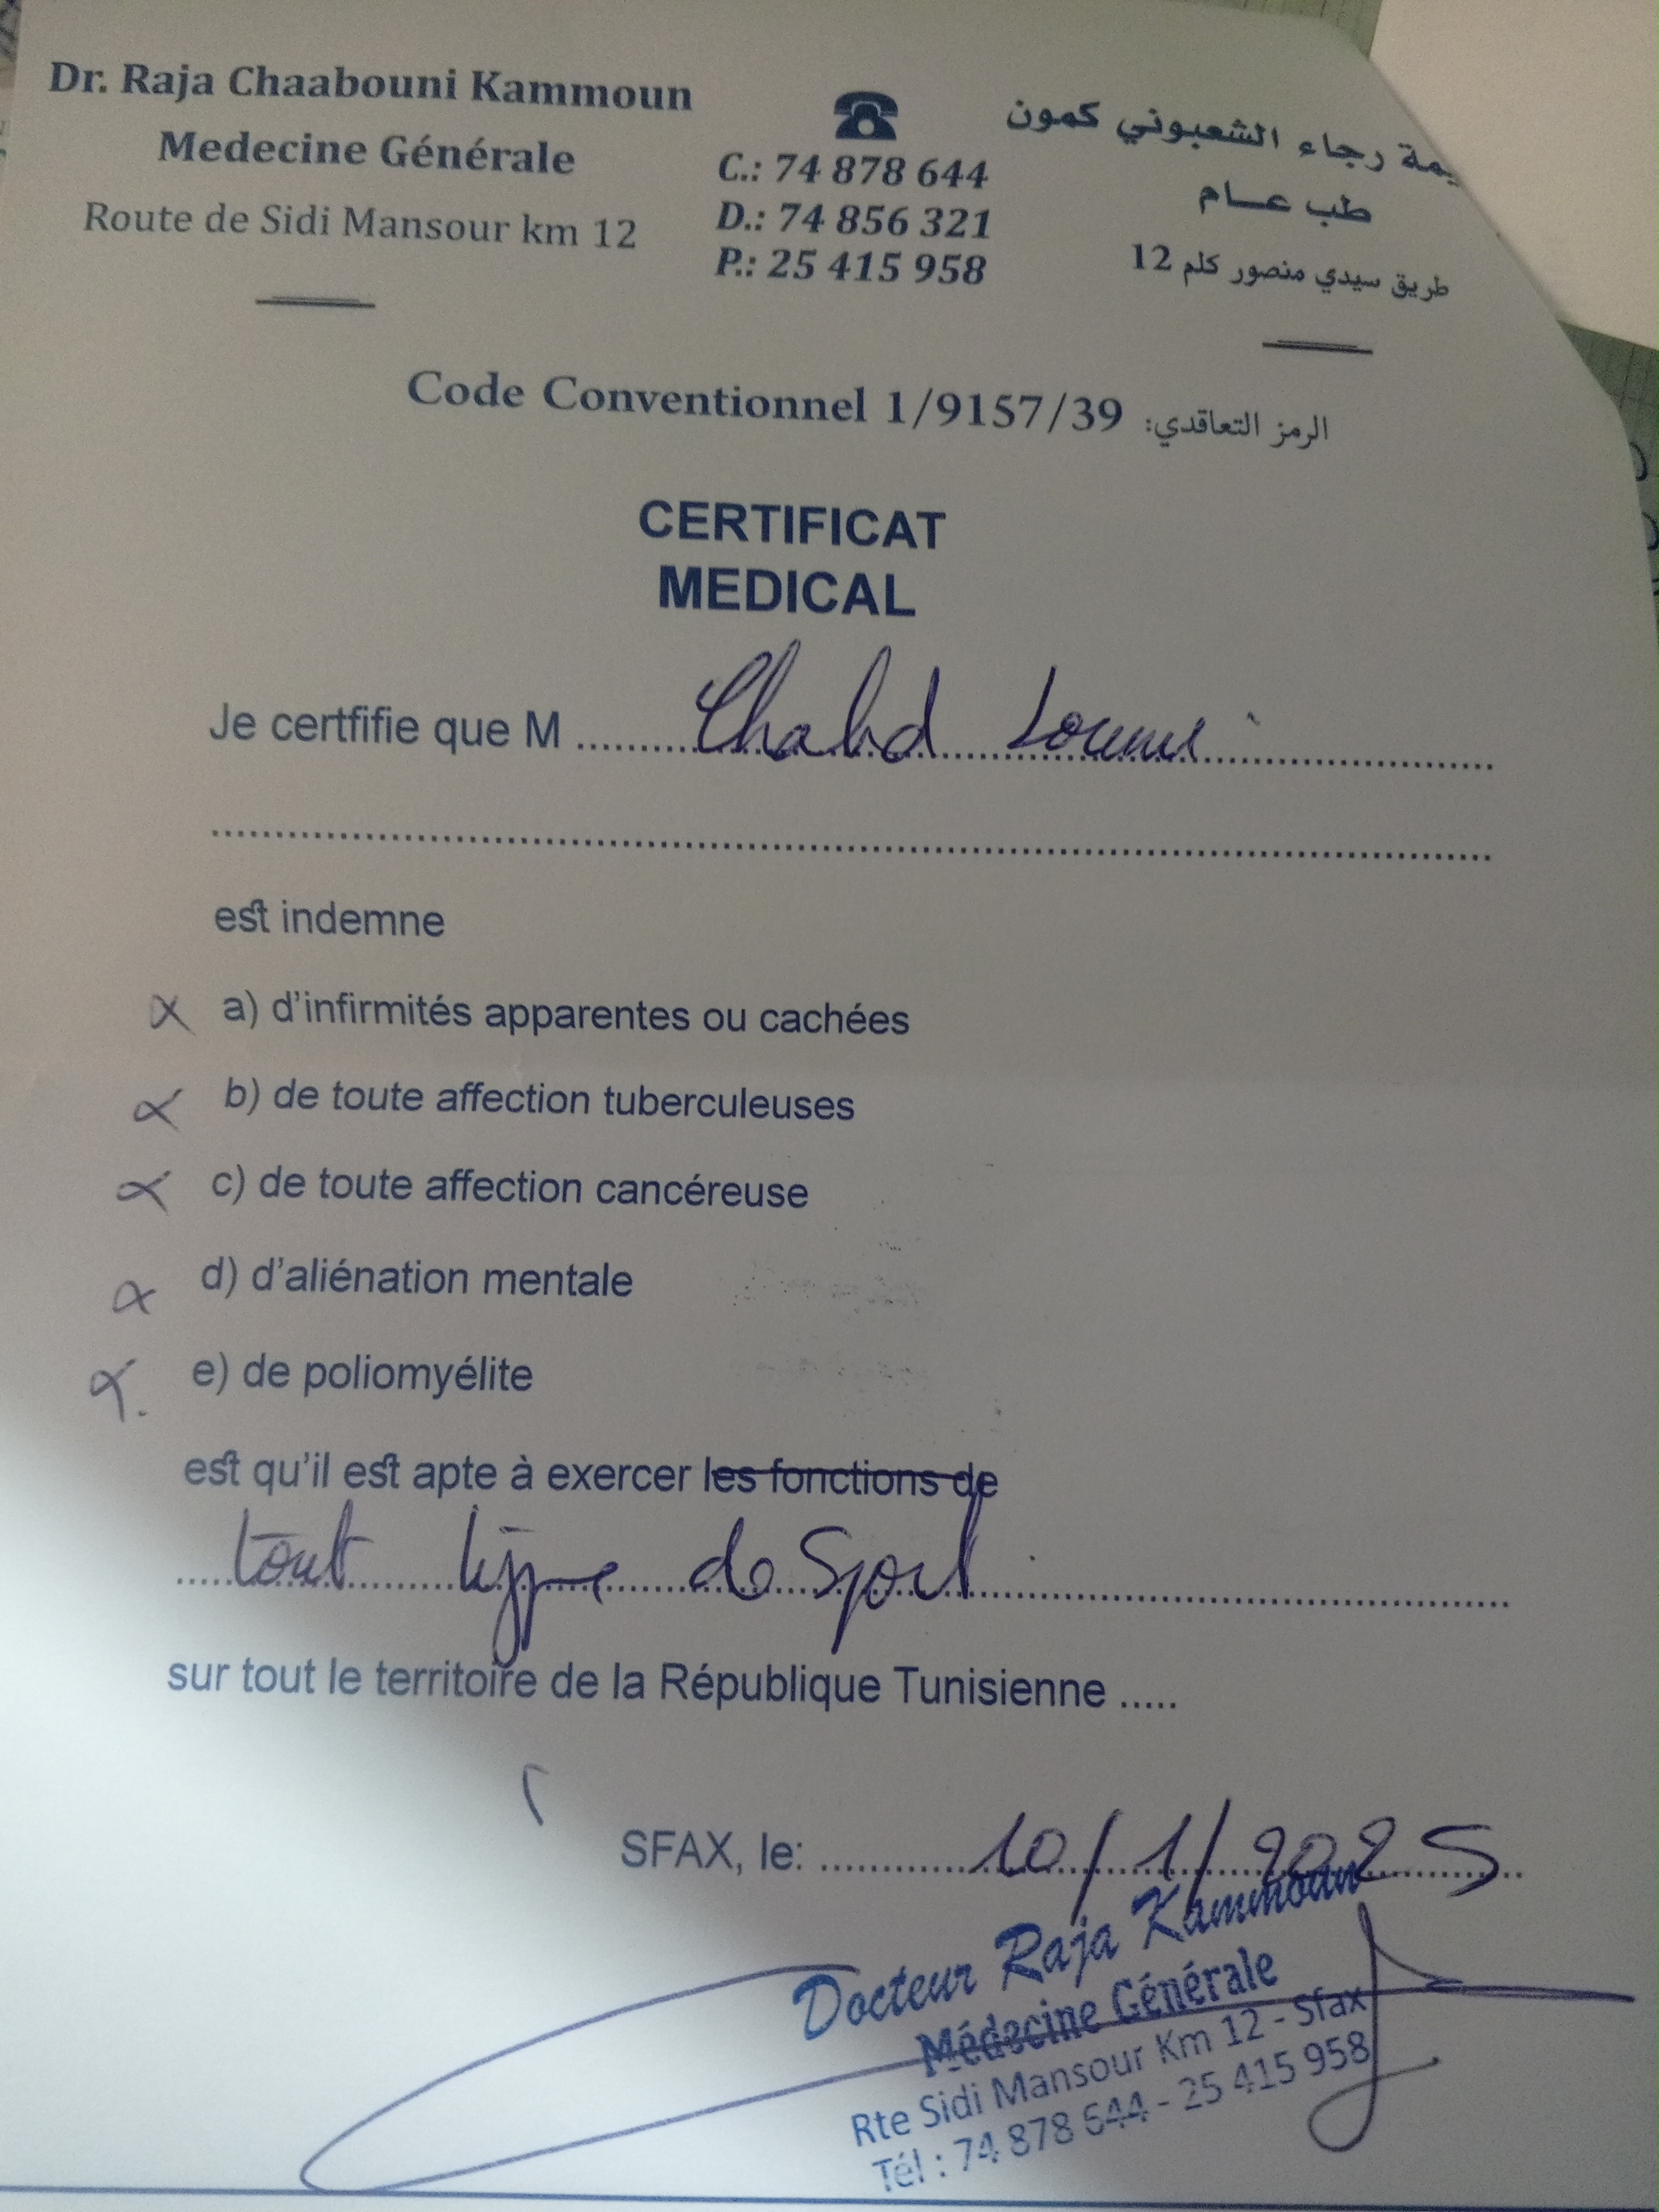 Dr. Raja Chaabouni Kammoun
Medecine Générale
Route de Sidi Mansour km 12
C.: 74 878 644
D.: 74 856 321
P.: 25 415 958
رجاء الشعبوني كمون
طب عـــام
طريق سيدي منصور كلم 12
Code Conventionnel 1/9157/39 :الرمز التعاقدي
CERTIFICAT
MEDICAL
Je certfifie que M
est indemne
a) d'infirmités apparentes ou cachées
b) de toute affection tuberculeuses
c) de toute affection cancéreuse
d) d'aliénation mentale
e) de poliomyélite
est qu'il est apte à exercer les fonctions de
tout type de Sport
sur tout le territoire de la République Tunisienne .....
SFAX, le: 10/1/2025
Docteur Raja Kammoun
Médecine Générale
Rte Sidi Mansour Km 12 - Sfax
Tél : 74 878 644 - 25 415 958